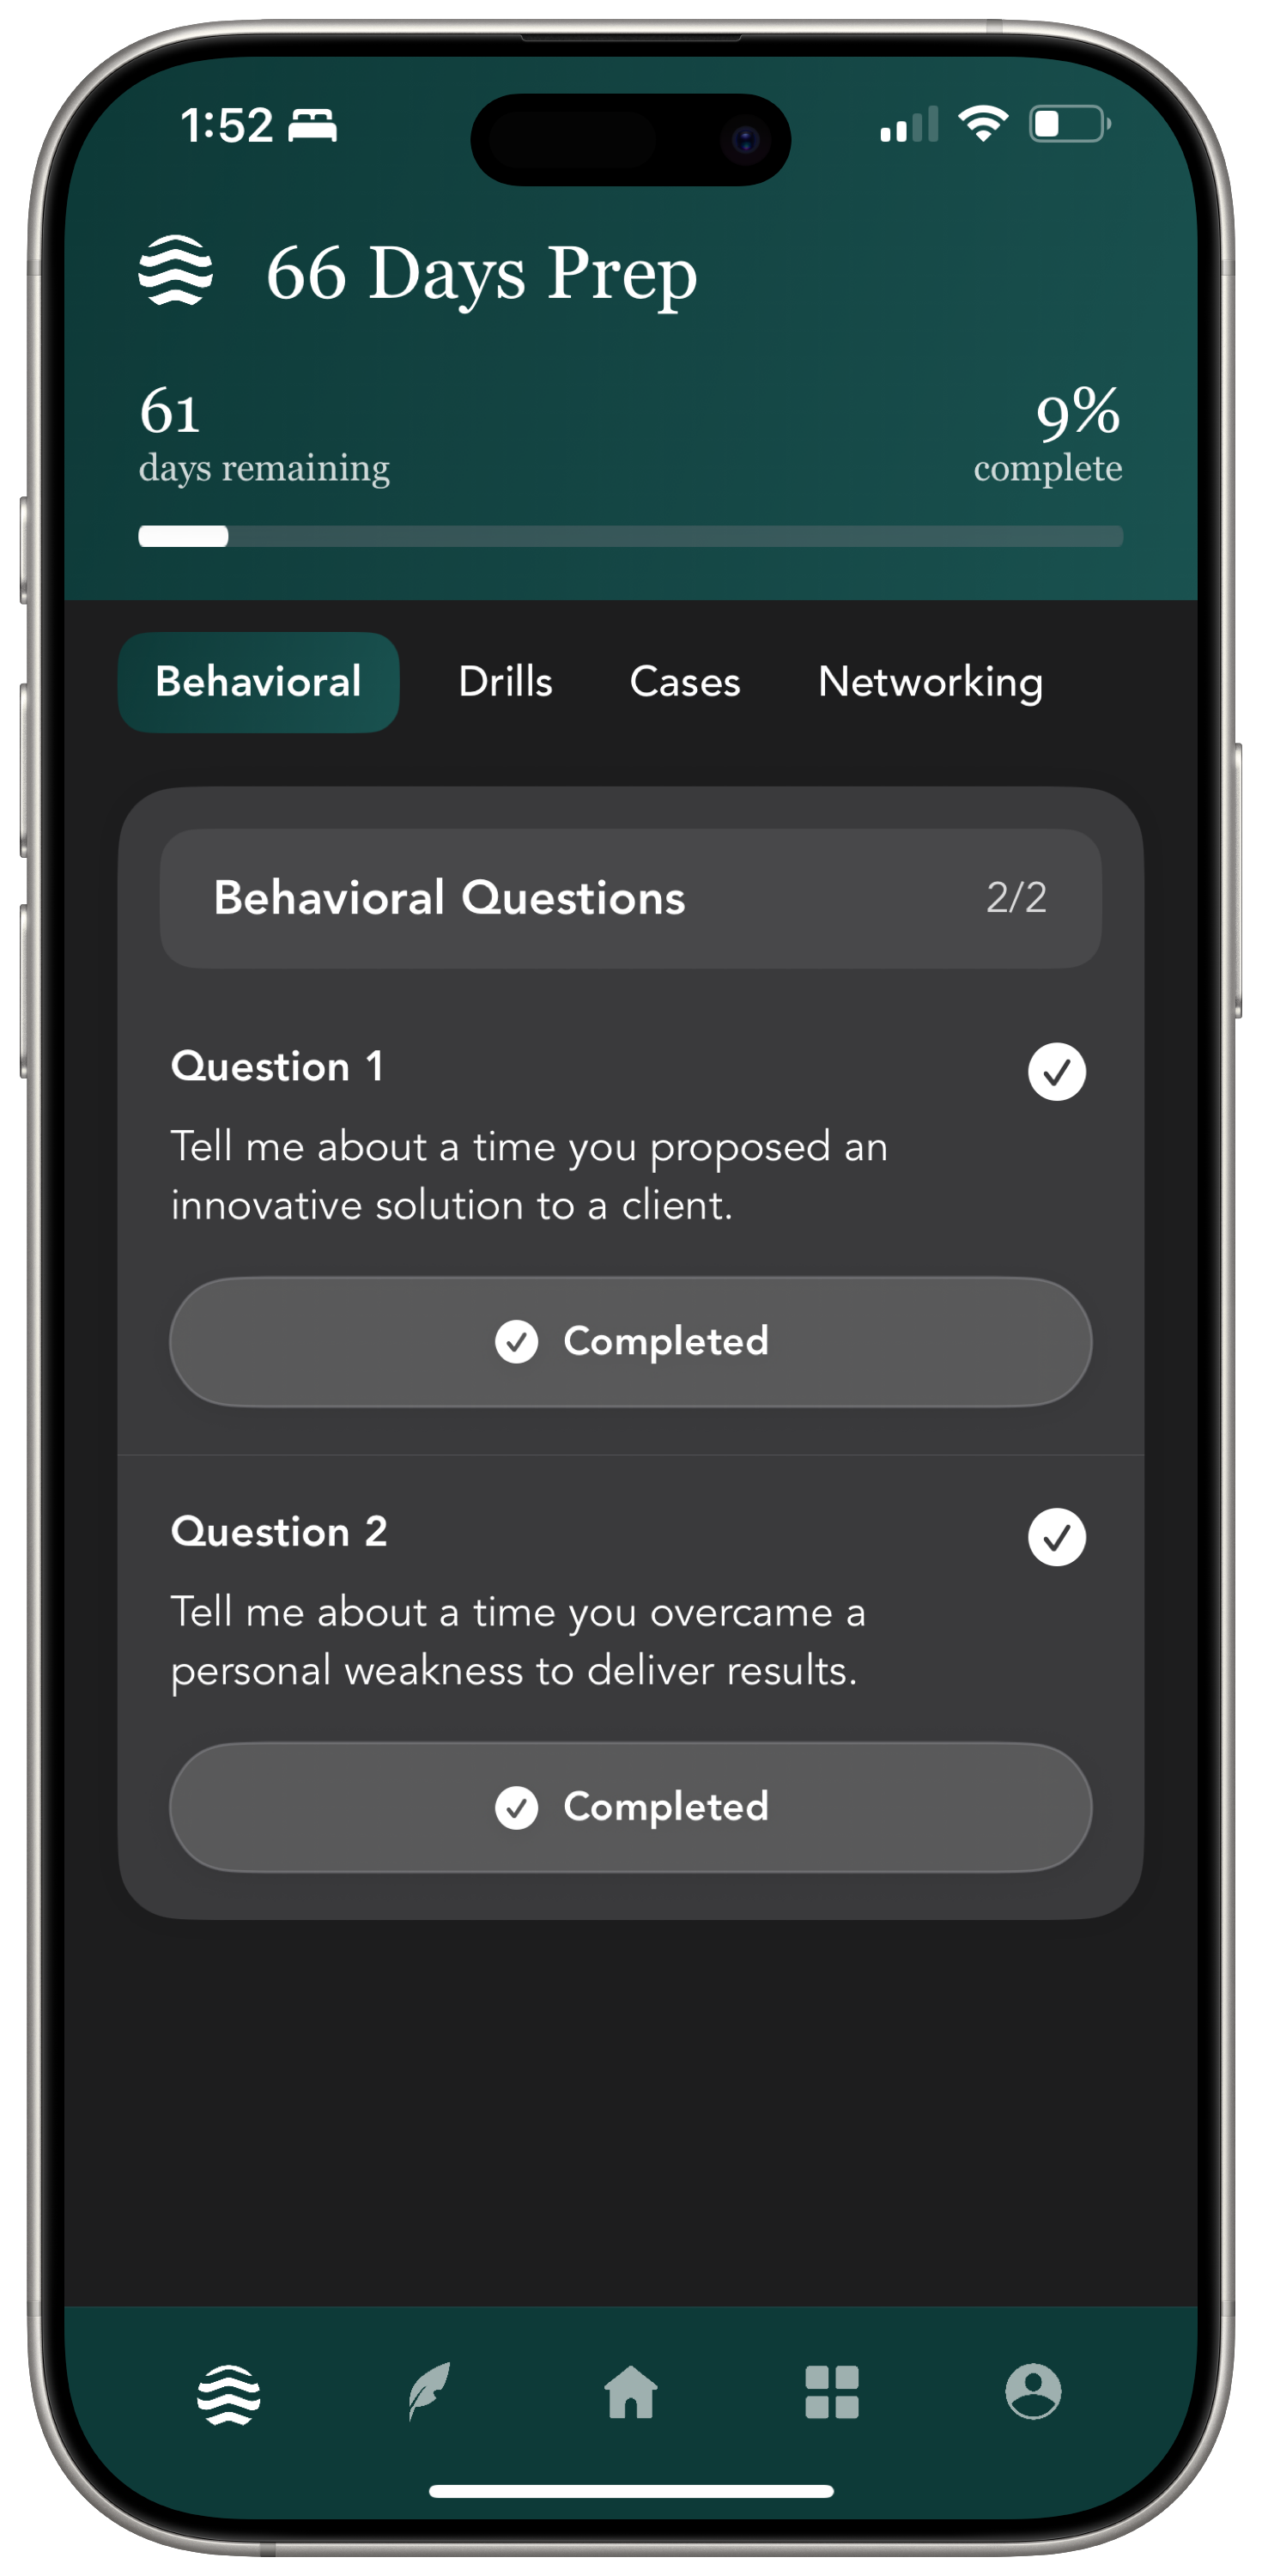 1:52
66 Days Prep
61
9%
days remaining
complete
Behavioral
Drills
Cases
Networking
Behavioral Questions
2/2
Question 1
Tell me about a time you proposed an
innovative solution to a client.
Completed
Question 2
Tell me about a time you overcame a
personal weakness to deliver results.
Completed